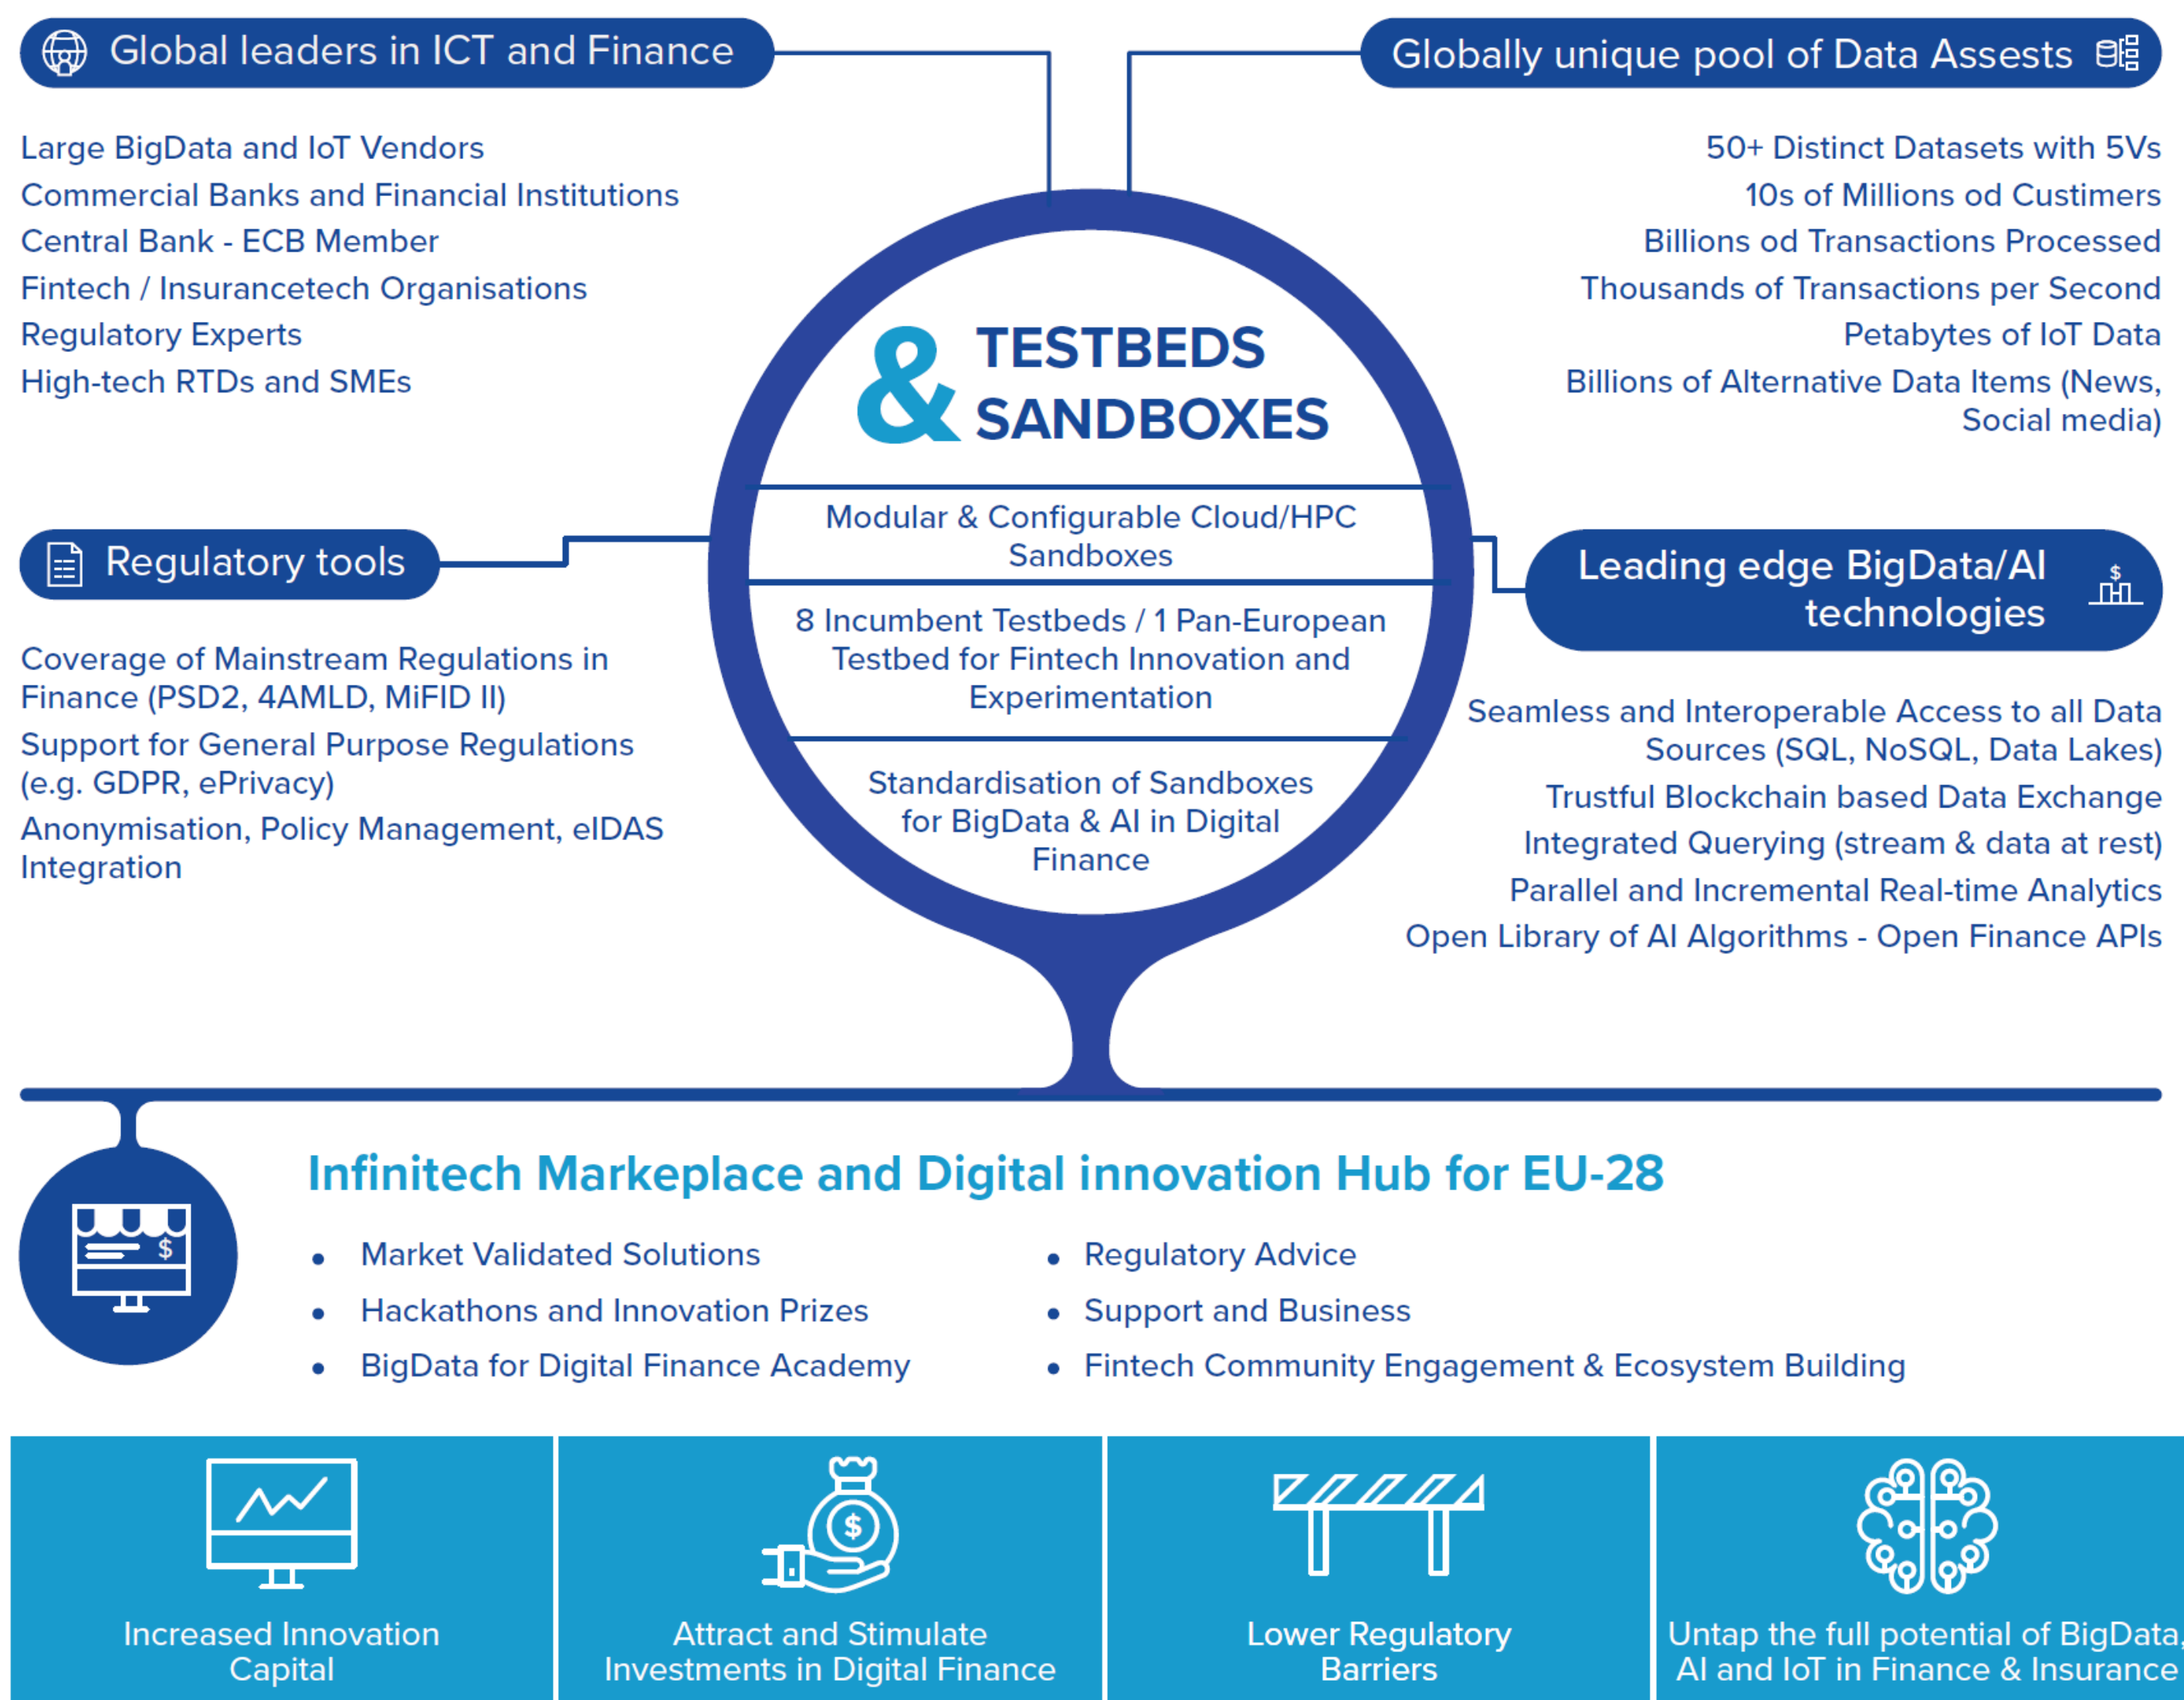 Global leaders in ICT and Finance
Large BigData and IoT Vendors
Commercial Banks and Financial Institutions
Central Bank - ECB Member
Fintech / Insurancetech Organisations
Regulatory Experts
High-tech RTDs and SMEs
Globally unique pool of Data Assests
50+ Distinct Datasets with 5Vs
10s of Millions od Custimers
Billions od Transactions Processed
Thousands of Transactions per Second
Petabytes of IoT Data
Billions of Alternative Data Items (News,
Social media)
& TESTBEDS
SANDBOXES
Modular & Configurable Cloud/HPC
Sandboxes
8 Incumbent Testbeds / 1 Pan-European
Testbed for Fintech Innovation and
Experimentation
Standardisation of Sandboxes
for BigData & AI in Digital
Finance
Regulatory tools
Coverage of Mainstream Regulations in
Finance (PSD2, 4AMLD, MiFID II)
Support for General Purpose Regulations
(e.g. GDPR, ePrivacy)
Anonymisation, Policy Management, eIDAS
Integration
Leading edge BigData/AI
technologies
$
Seamless and Interoperable Access to all Data
Sources (SQL, NoSQL, Data Lakes)
Trustful Blockchain based Data Exchange
Integrated Querying (stream & data at rest)
Parallel and Incremental Real-time Analytics
Open Library of AI Algorithms - Open Finance APIs
Infinitech Markeplace and Digital innovation Hub for EU-28
$
• Market Validated Solutions
• Hackathons and Innovation Prizes
• BigData for Digital Finance Academy
• Regulatory Advice
• Support and Business
• Fintech Community Engagement & Ecosystem Building
Increased Innovation
Capital
$
Attract and Stimulate
Investments in Digital Finance
Lower Regulatory
Barriers
Untap the full potential of BigData,
AI and IoT in Finance & Insurance